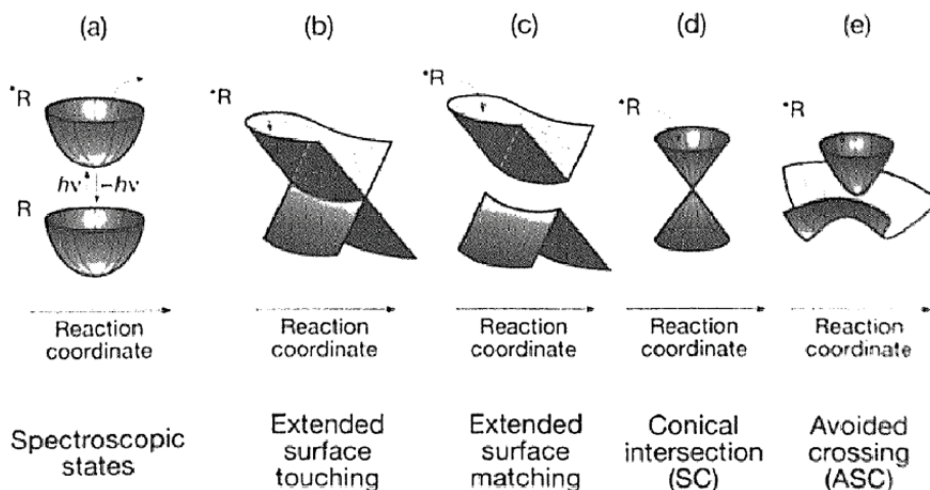 (a)
(b)
(c)
(d)
(e)
*R
hν
−hν
R
*R
*R
*R
*R
Reaction
coordinate
Reaction
coordinate
Reaction
coordinate
Reaction
coordinate
Reaction
coordinate
Spectroscopic
states
Extended
surface
touching
Extended
surface
matching
Conical
intersection
(SC)
Avoided
crossing
(ASC)